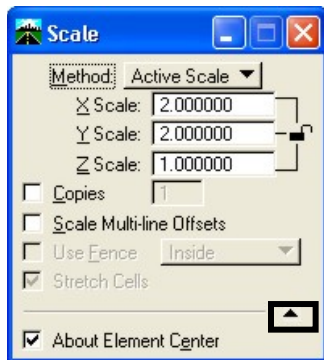 Scale
Method: Active Scale
X Scale: 2.000000
Y Scale: 2.000000
Z Scale: 1.000000
Copies 1
Scale Multi-line Offsets
Use Fence Inside
Stretch Cells
About Element Center